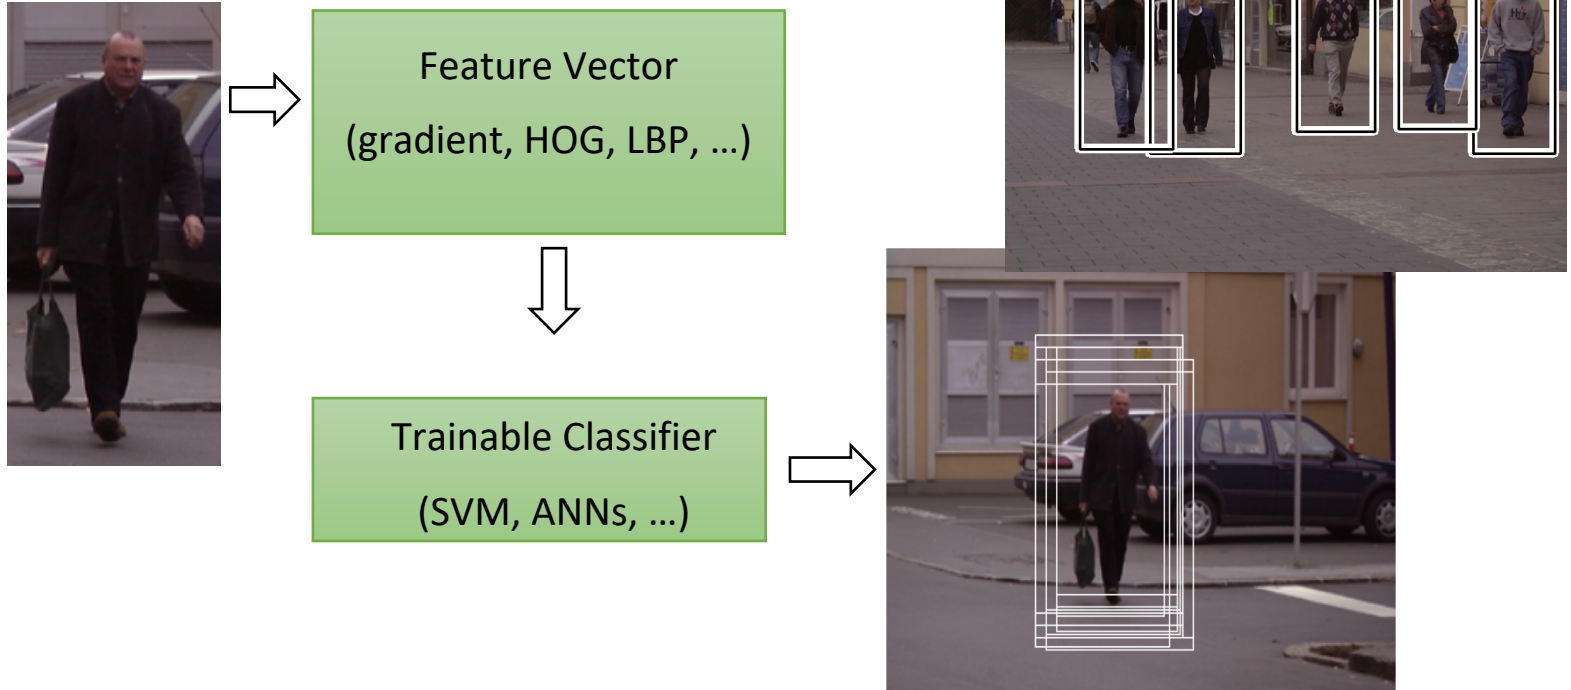 Feature Vector
(gradient, HOG, LBP, …)
Trainable Classifier
(SVM, ANNs, …)